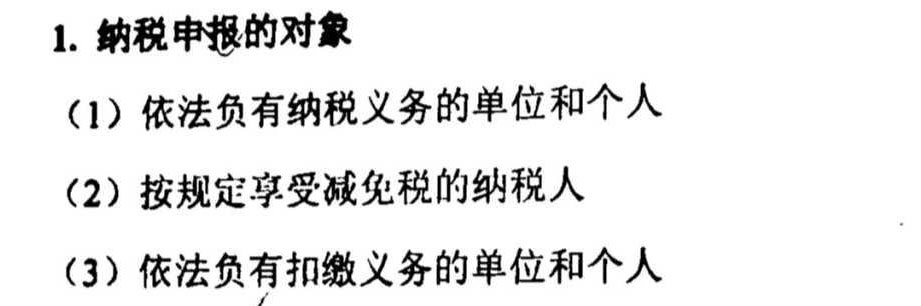 1. 纳税申报的对象
（1）依法负有纳税义务的单位和个人
（2）按规定享受减免税的纳税人
（3）依法负有扣缴义务的单位和个人